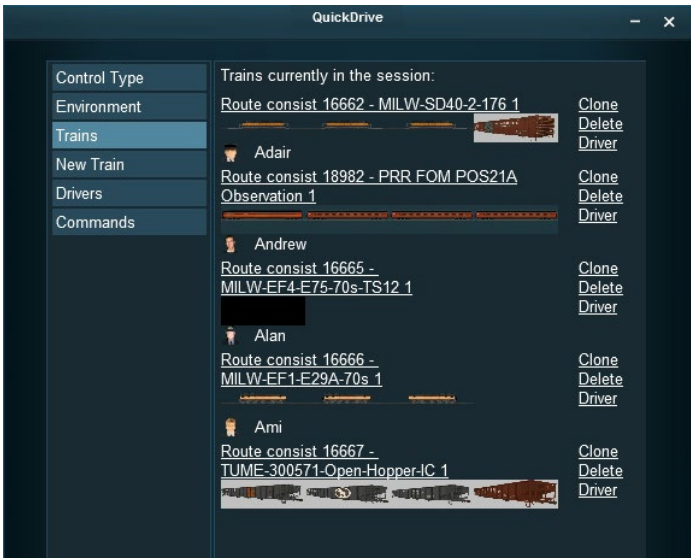 QuickDrive
Control Type
Environment
Trains
New Train
Drivers
Commands
Trains currently in the session:
Route consist 16662 - MILW-SD40-2-176 1
Clone
Delete
Driver
Adair
Route consist 18982 - PRR FOM POS21A
Observation 1
Clone
Delete
Driver
Andrew
Route consist 16665 -
MILW-EF4-E75-70s-TS12 1
Clone
Delete
Driver
Alan
Route consist 16666 -
MILW-EF1-E29A-70s 1
Clone
Delete
Driver
Ami
Route consist 16667 -
TUME-300571-Open-Hopper-IC 1
Clone
Delete
Driver